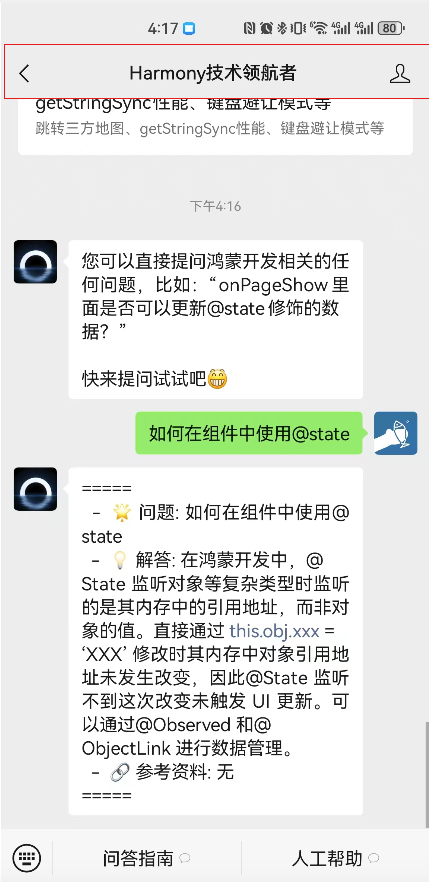 4:17
4G 4G 80
Harmony技术领航者
getStringSync性能、键盘避让模式等
跳转三方地图、getStringSync性能、键盘避让模式等
下午4:16
您可以直接提问鸿蒙开发相关的任
何问题，比如：“onPageShow 里
面是否可以更新@state 修饰的数
据？”
快来提问试试吧😁
如何在组件中使用@state
=====
- 🌟 问题: 如何在组件中使用@
state
- 💡 解答: 在鸿蒙开发中，@
State 监听对象等复杂类型时监听
的是其内存中的引用地址，而非对
象的值。直接通过 this.obj.xxx =
‘XXX’ 修改时其内存中对象引用地
址未发生改变，因此@State 监听
不到这次改变未触发 UI 更新。可
以通过@Observed 和@
ObjectLink 进行数据管理。
- 🔗 参考资料: 无
=====
问答指南
人工帮助